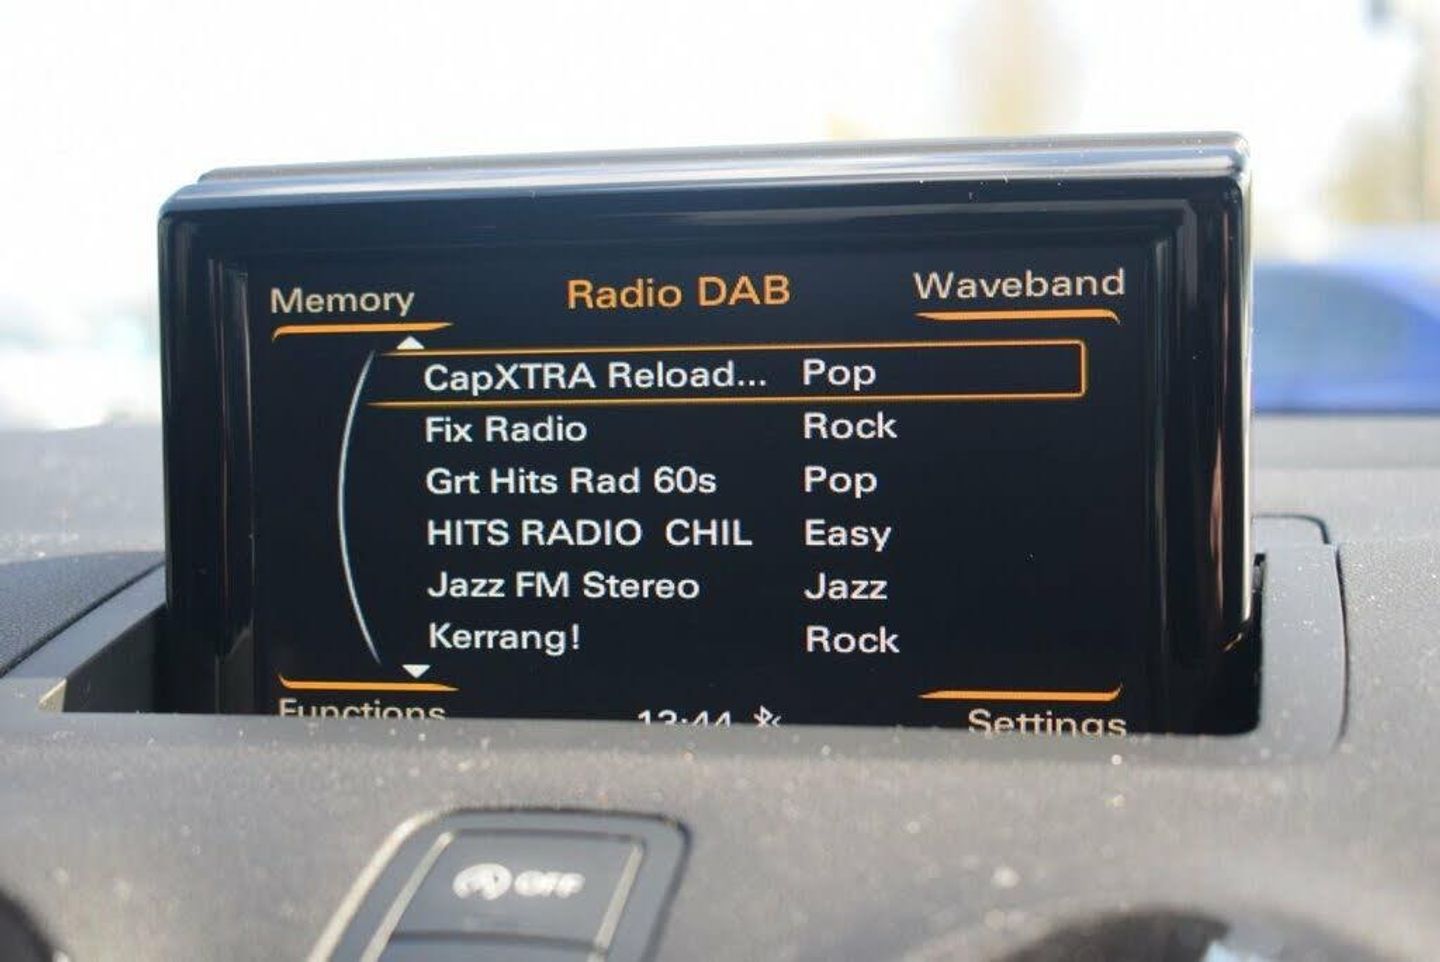 Memory Radio DAB Waveband
CapXTRA Reload... Pop
Fix Radio Rock
Grt Hits Rad 60s Pop
HITS RADIO CHIL Easy
Jazz FM Stereo Jazz
Kerrang! Rock
Functions Settings
OFF